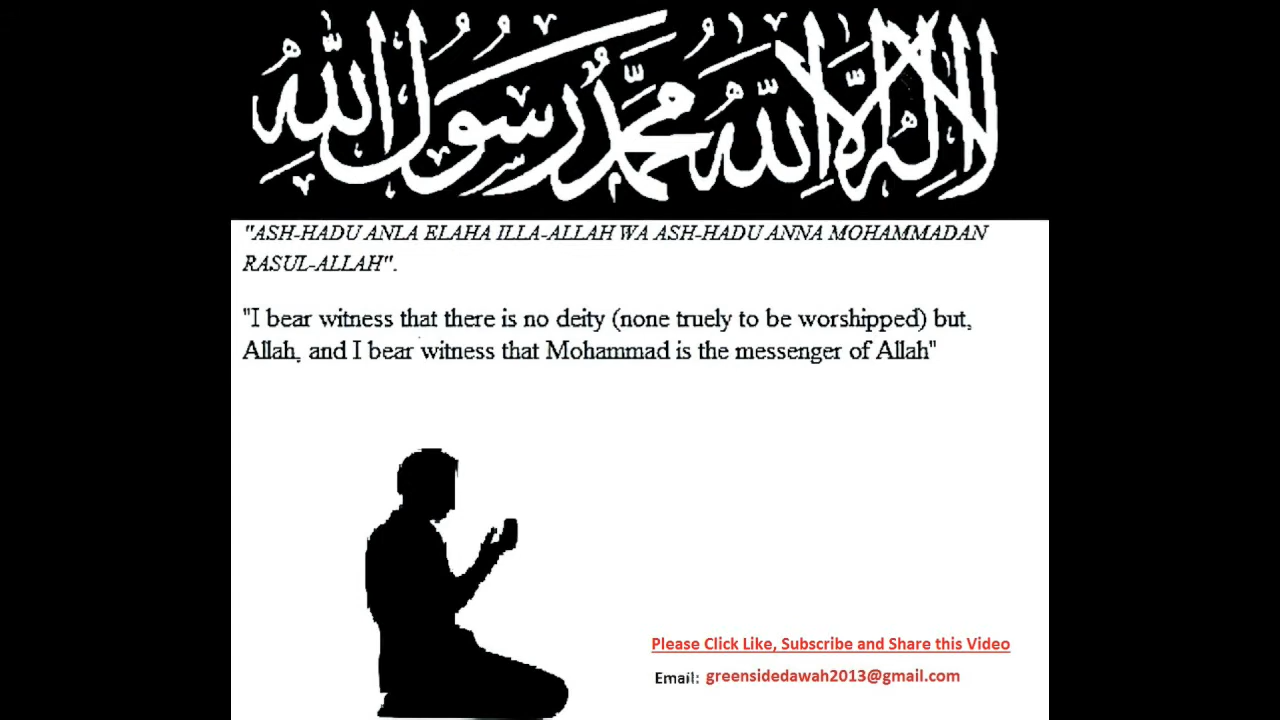 لا إله إلا الله محمد رسول الله
"ASH-HADU ANLA ELAHA ILLA-ALLAH WA ASH-HADU ANNA MOHAMMADAN
RASUL-ALLAH".
"I bear witness that there is no deity (none truely to be worshipped) but,
Allah, and I bear witness that Mohammad is the messenger of Allah"
Please Click Like, Subscribe and Share this Video
Email: greensidedawah2013@gmail.com